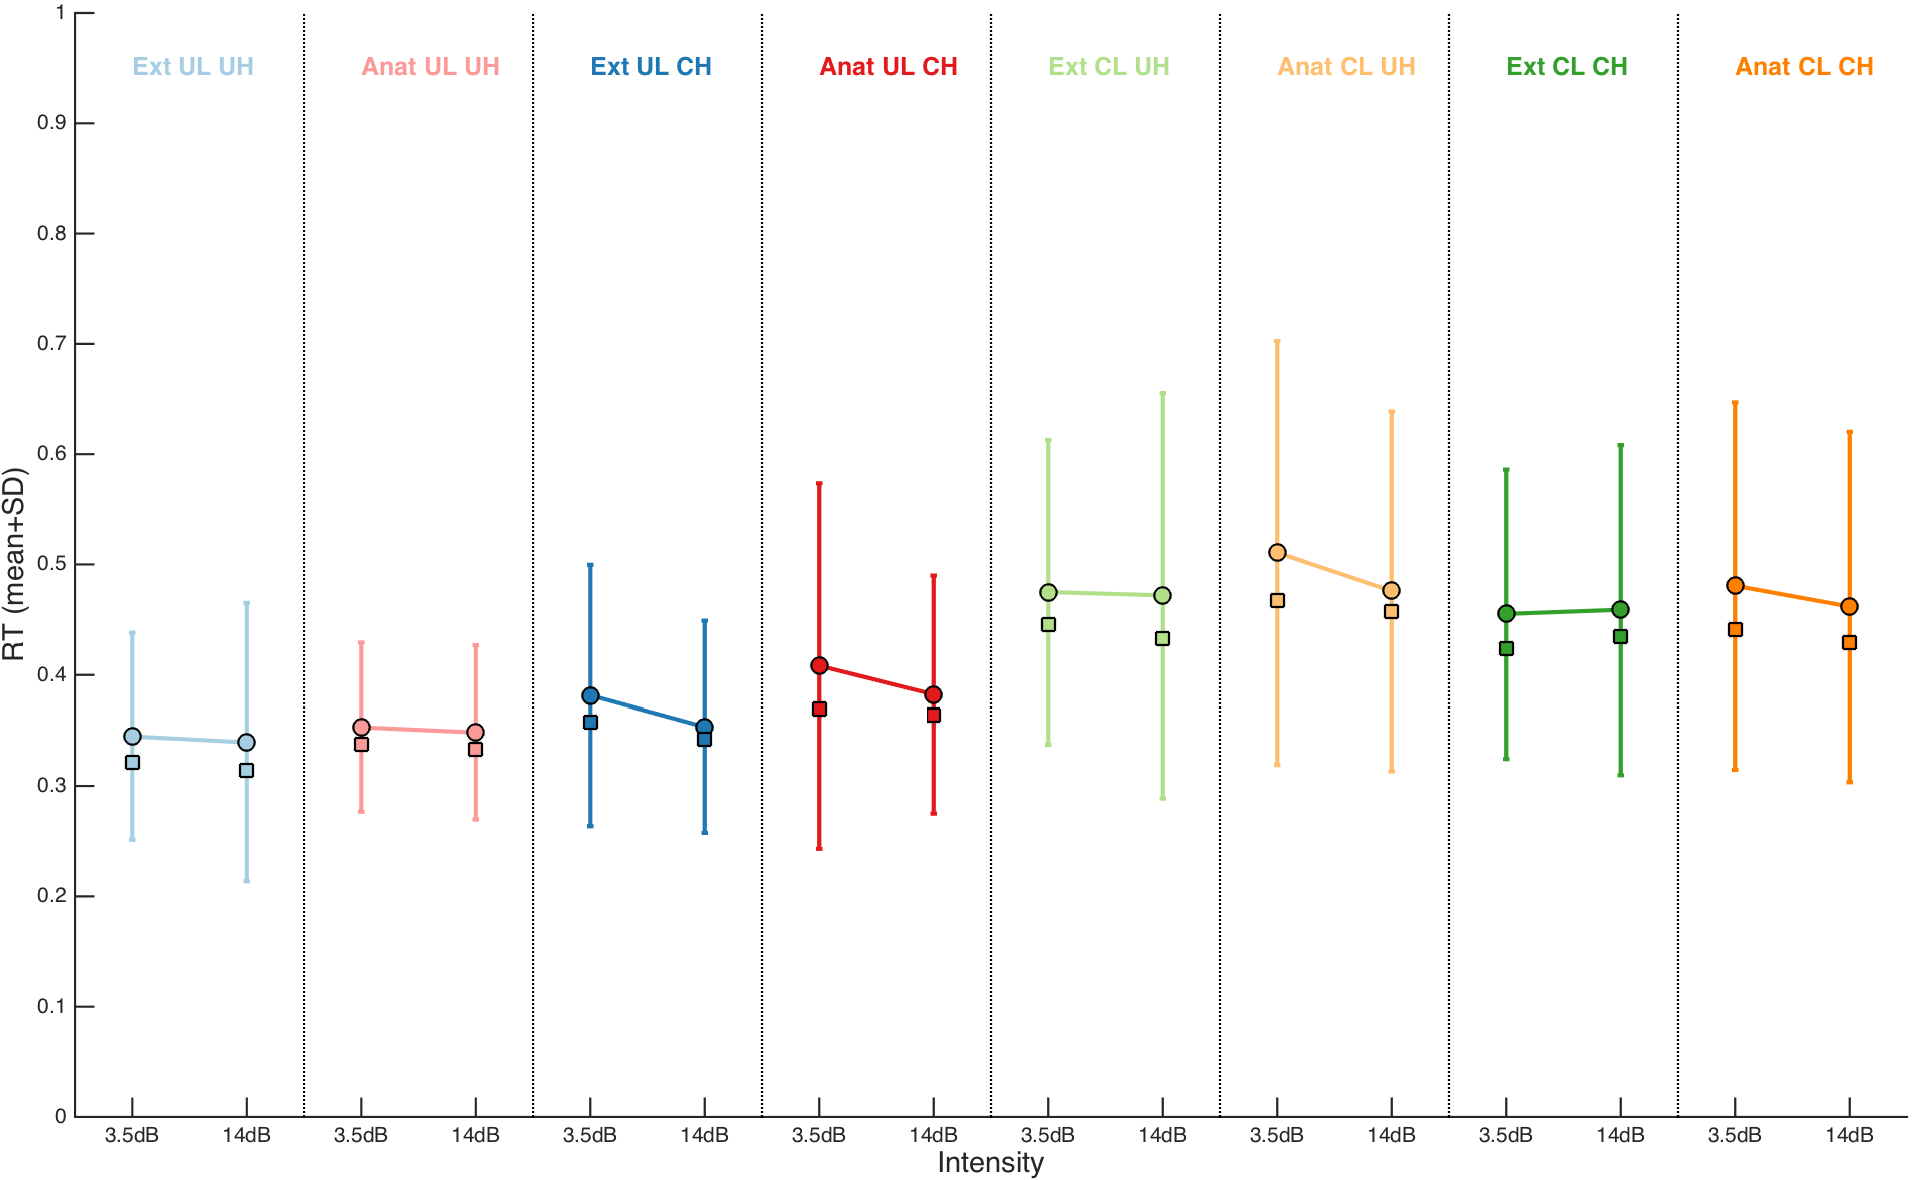 1
Ext UL UH
Anat UL UH
Ext UL CH
Anat UL CH
Ext CL UH
Anat CL UH
Ext CL CH
Anat CL CH
0.9
0.8
0.7
0.6
0.5
0.4
0.3
0.2
0.1
0
RT (mean+SD)
3.5dB 14dB 3.5dB 14dB 3.5dB 14dB 3.5dB 14dB 3.5dB 14dB 3.5dB 14dB 3.5dB 14dB 3.5dB 14dB
Intensity